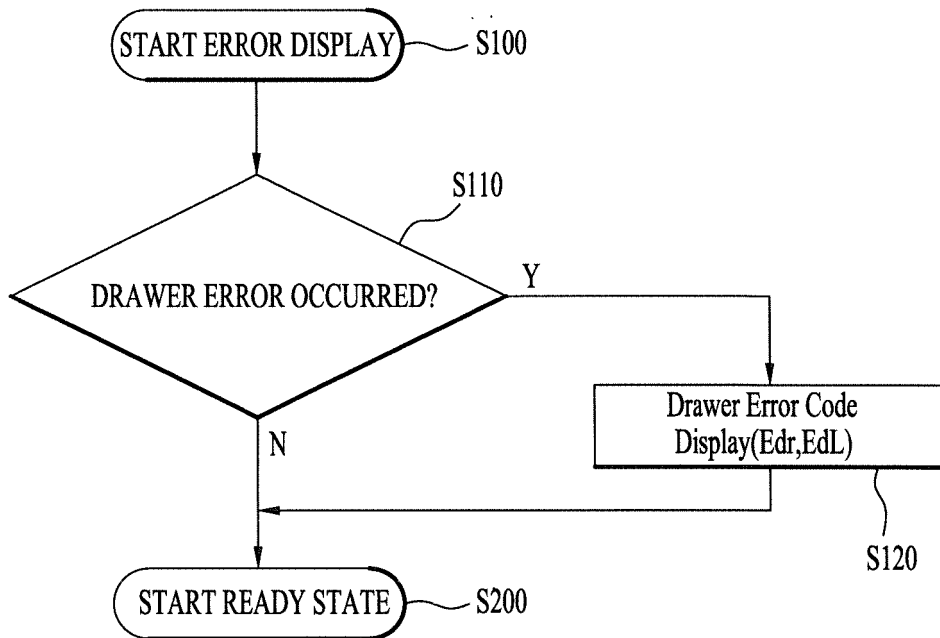 START ERROR DISPLAY
S100
S110
DRAWER ERROR OCCURRED?
Y
N
Drawer Error Code
Display(Edr,EdL)
S120
START READY STATE
S200